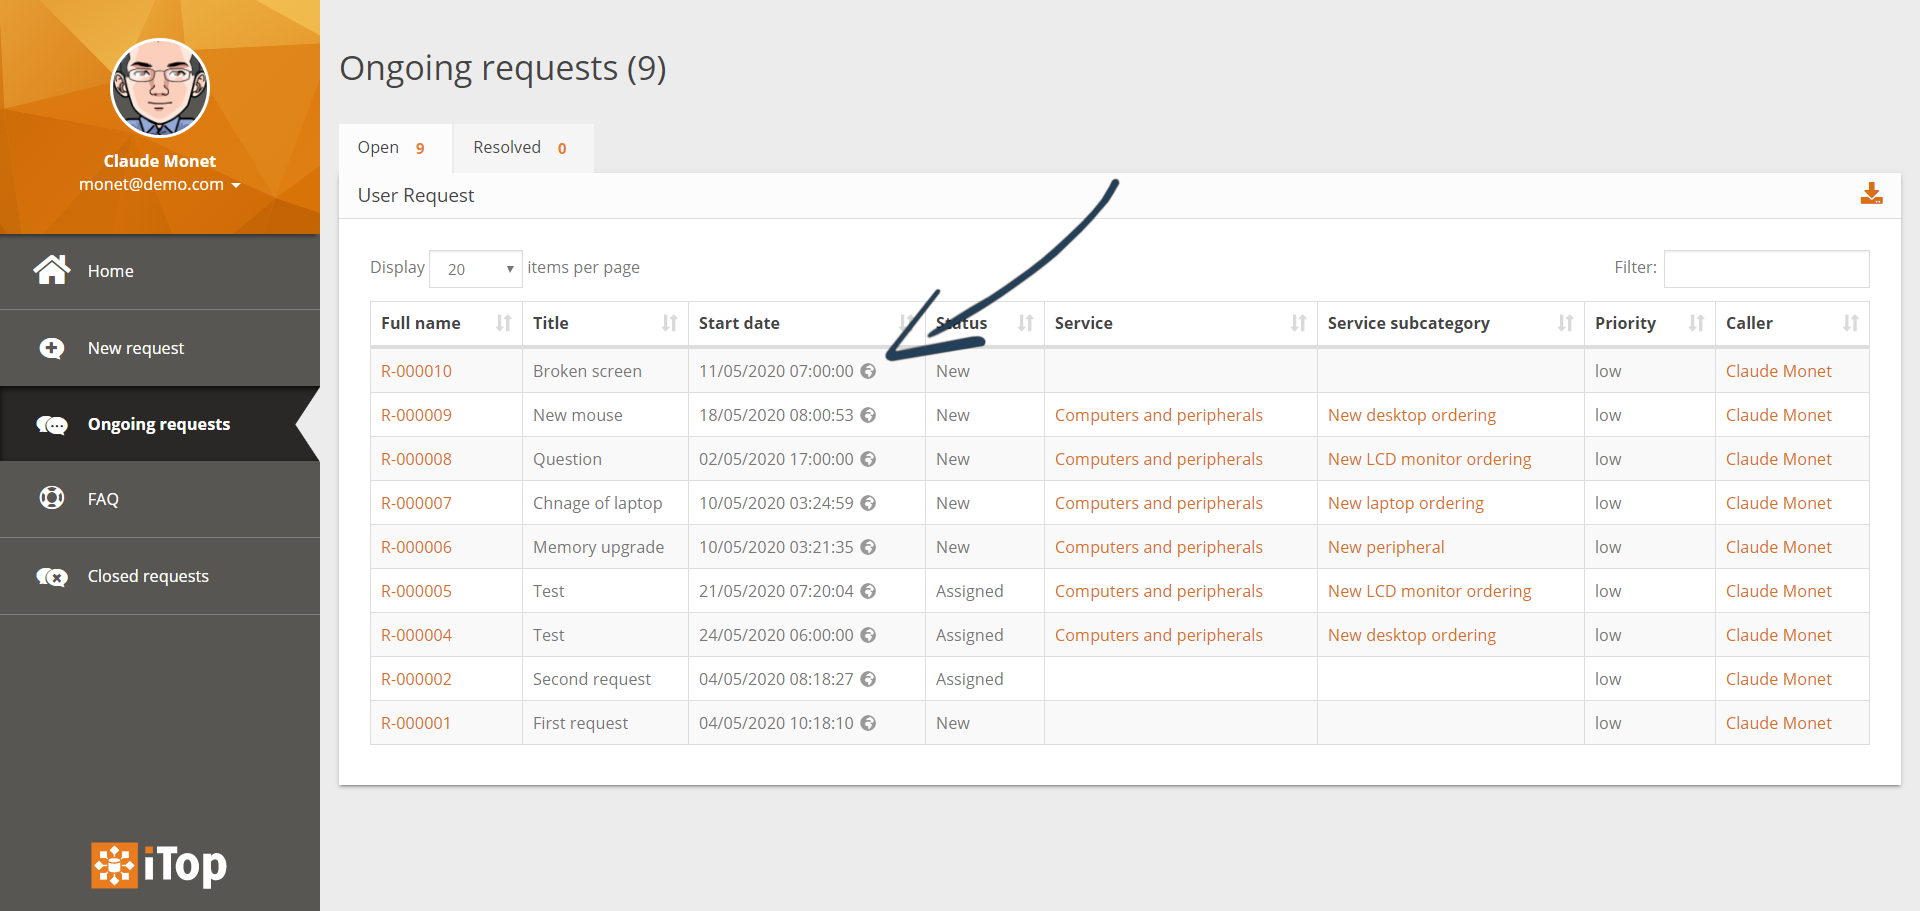 Claude Monet
monet@demo.com
Home
New request
Ongoing requests
FAQ
Closed requests
iTop
Ongoing requests (9)
Open 9 Resolved 0
User Request
Display 20 items per page Filter:
Full name Title Start date Status Service Service subcategory Priority Caller
R-000010 Broken screen 11/05/2020 07:00:00 New low Claude Monet
R-000009 New mouse 18/05/2020 08:00:53 New Computers and peripherals New desktop ordering low Claude Monet
R-000008 Question 02/05/2020 17:00:00 New Computers and peripherals New LCD monitor ordering low Claude Monet
R-000007 Chnage of laptop 10/05/2020 03:24:59 New Computers and peripherals New laptop ordering low Claude Monet
R-000006 Memory upgrade 10/05/2020 03:21:35 New Computers and peripherals New peripheral low Claude Monet
R-000005 Test 21/05/2020 07:20:04 Assigned Computers and peripherals New LCD monitor ordering low Claude Monet
R-000004 Test 24/05/2020 06:00:00 Assigned Computers and peripherals New desktop ordering low Claude Monet
R-000002 Second request 04/05/2020 08:18:27 Assigned low Claude Monet
R-000001 First request 04/05/2020 10:18:10 New low Claude Monet